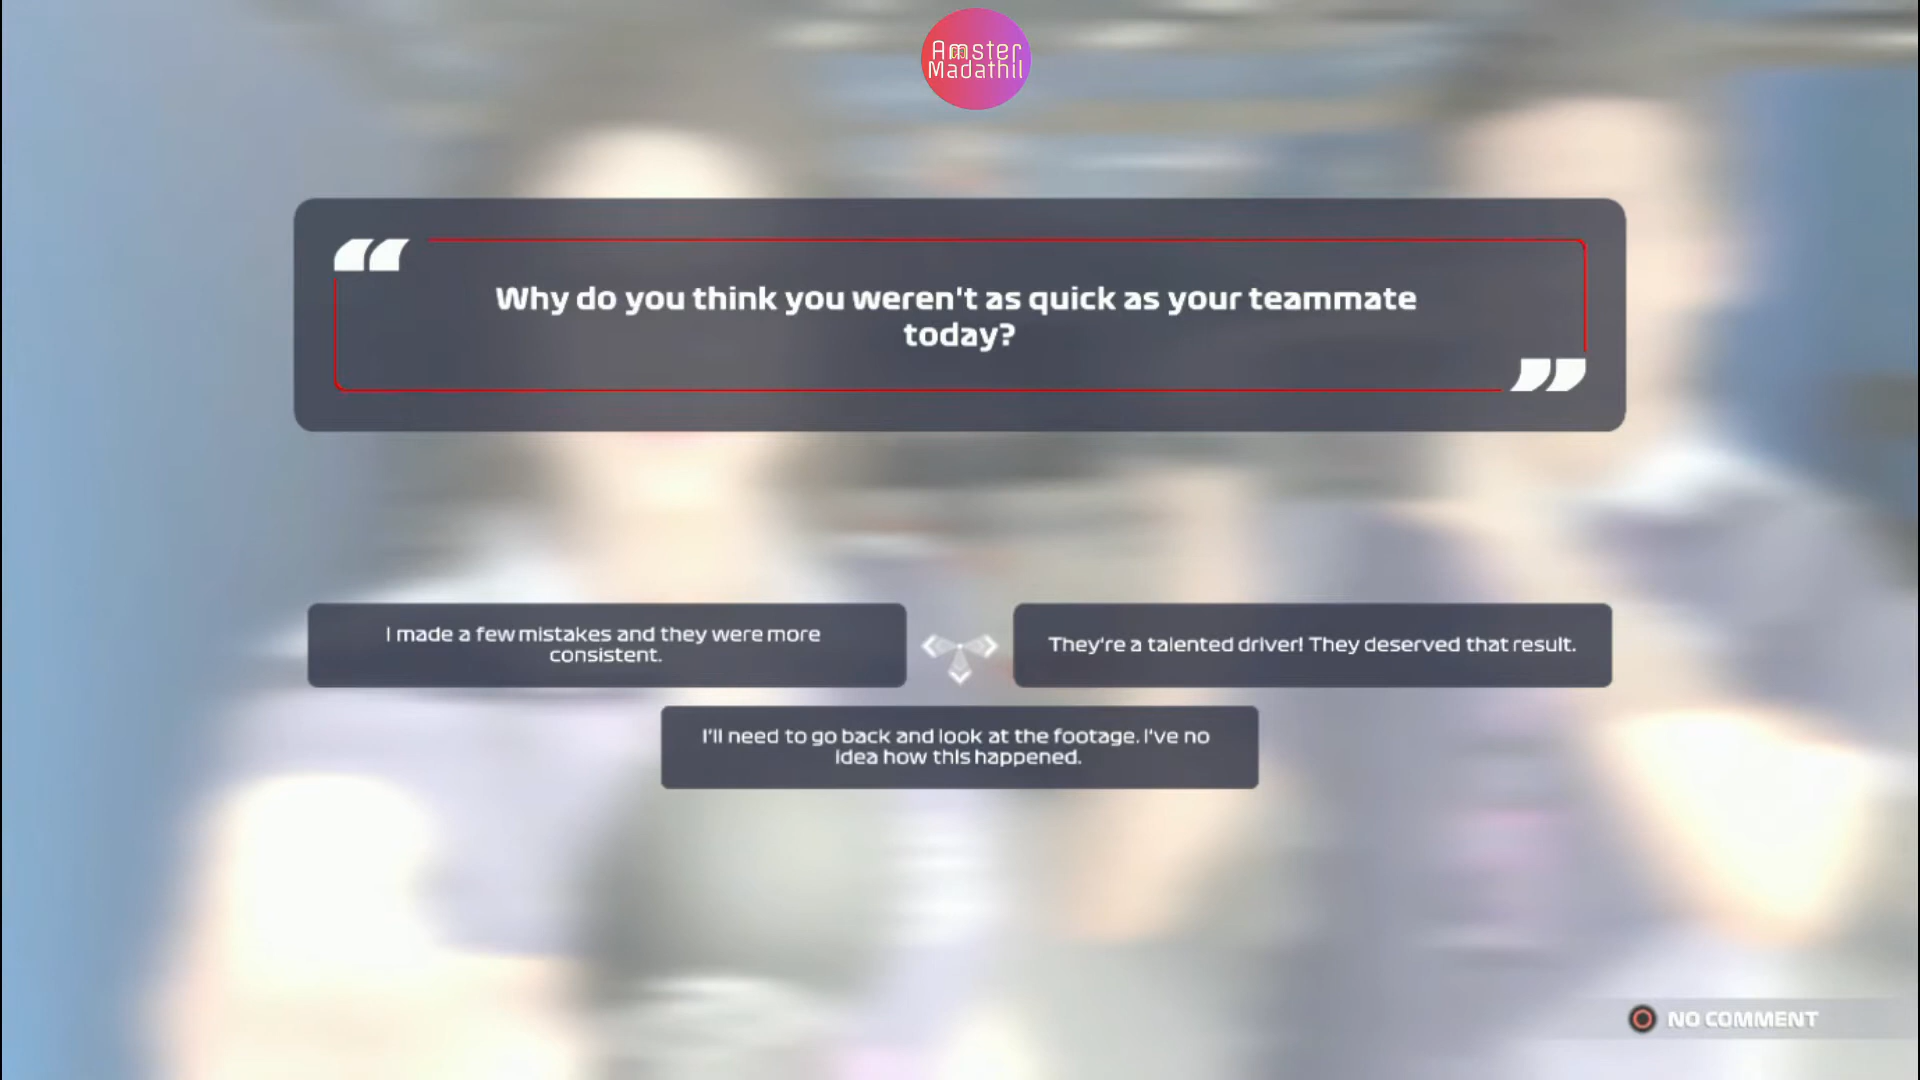 Amster
Madathil
Why do you think you weren't as quick as your teammate
today?
I made a few mistakes and they were more
consistent.
They're a talented driver! They deserved that result.
I'll need to go back and look at the footage. I've no
idea how this happened.
NO COMMENT